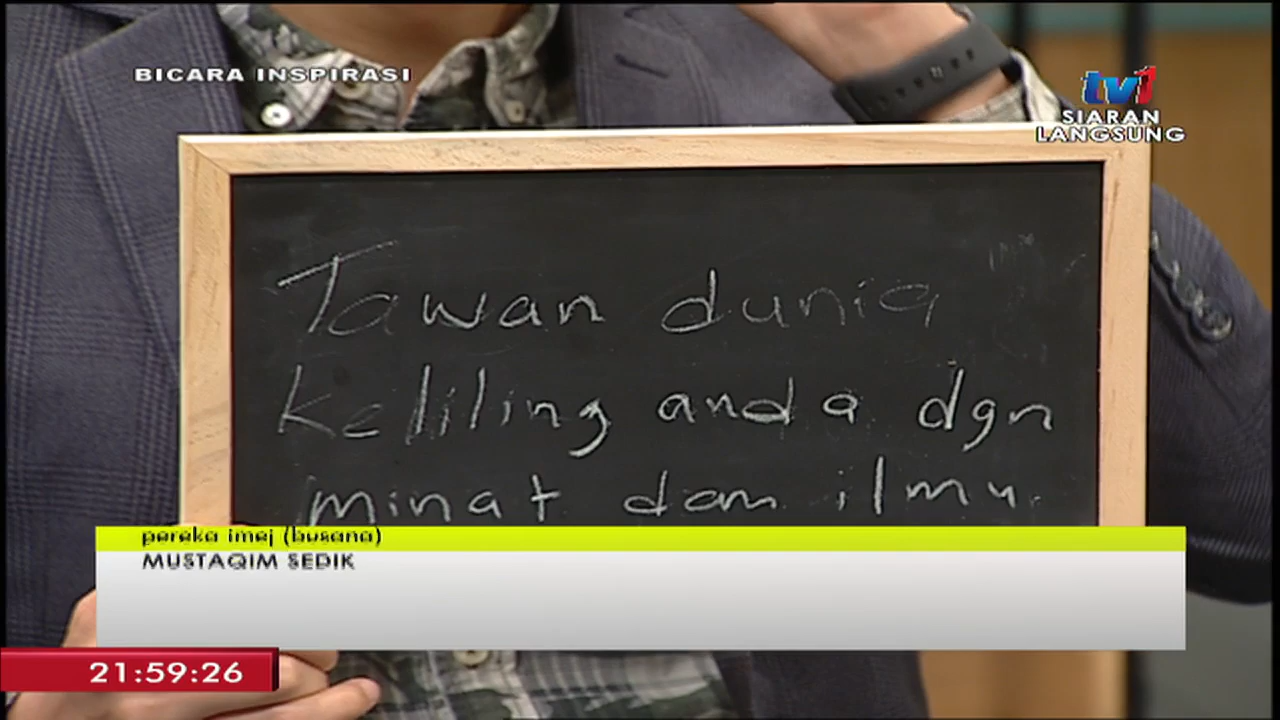 BICARA INSPIRASI
tv1
SIARAN
LANGSUNG
Tawan dunia
Keliling anda dgn
minat dan ilmu.
pereka imej (busana)
MUSTAQIM SEDIK
21:59:26